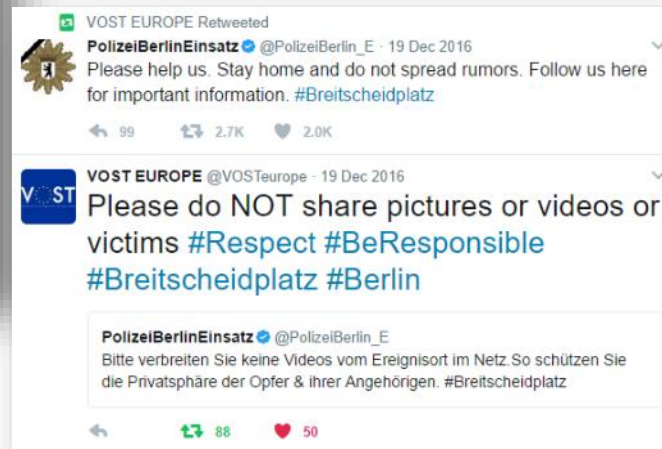 VOST EUROPE Retweeted
PolizeiBerlinEinsatz @PolizeiBerlin_E · 19 Dec 2016
Please help us. Stay home and do not spread rumors. Follow us here
for important information. #Breitscheidplatz
99 2.7K 2.0K
VOST
VOST EUROPE @VOSTeurope · 19 Dec 2016
Please do NOT share pictures or videos or
victims #Respect #BeResponsible
#Breitscheidplatz #Berlin
PolizeiBerlinEinsatz @PolizeiBerlin_E
Bitte verbreiten Sie keine Videos vom Ereignisort im Netz.So schützen Sie
die Privatsphäre der Opfer & ihrer Angehörigen. #Breitscheidplatz
88 50